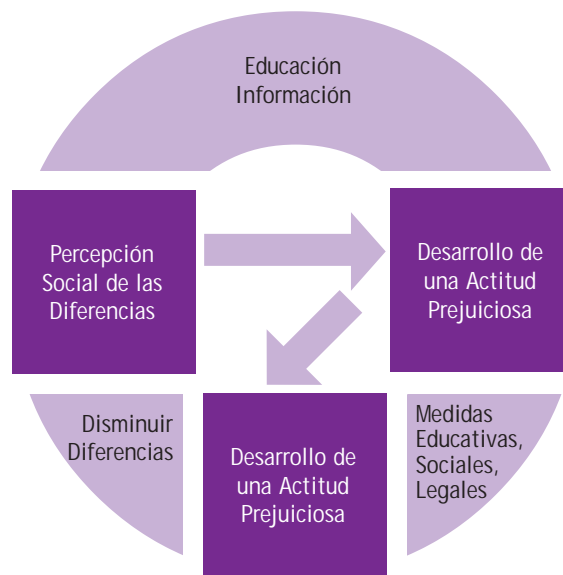 Educación
Información
Percepción
Social de las
Diferencias
Desarrollo de
una Actitud
Prejuiciosa
Disminuir
Diferencias
Desarrollo de
una Actitud
Prejuiciosa
Medidas
Educativas,
Sociales,
Legales